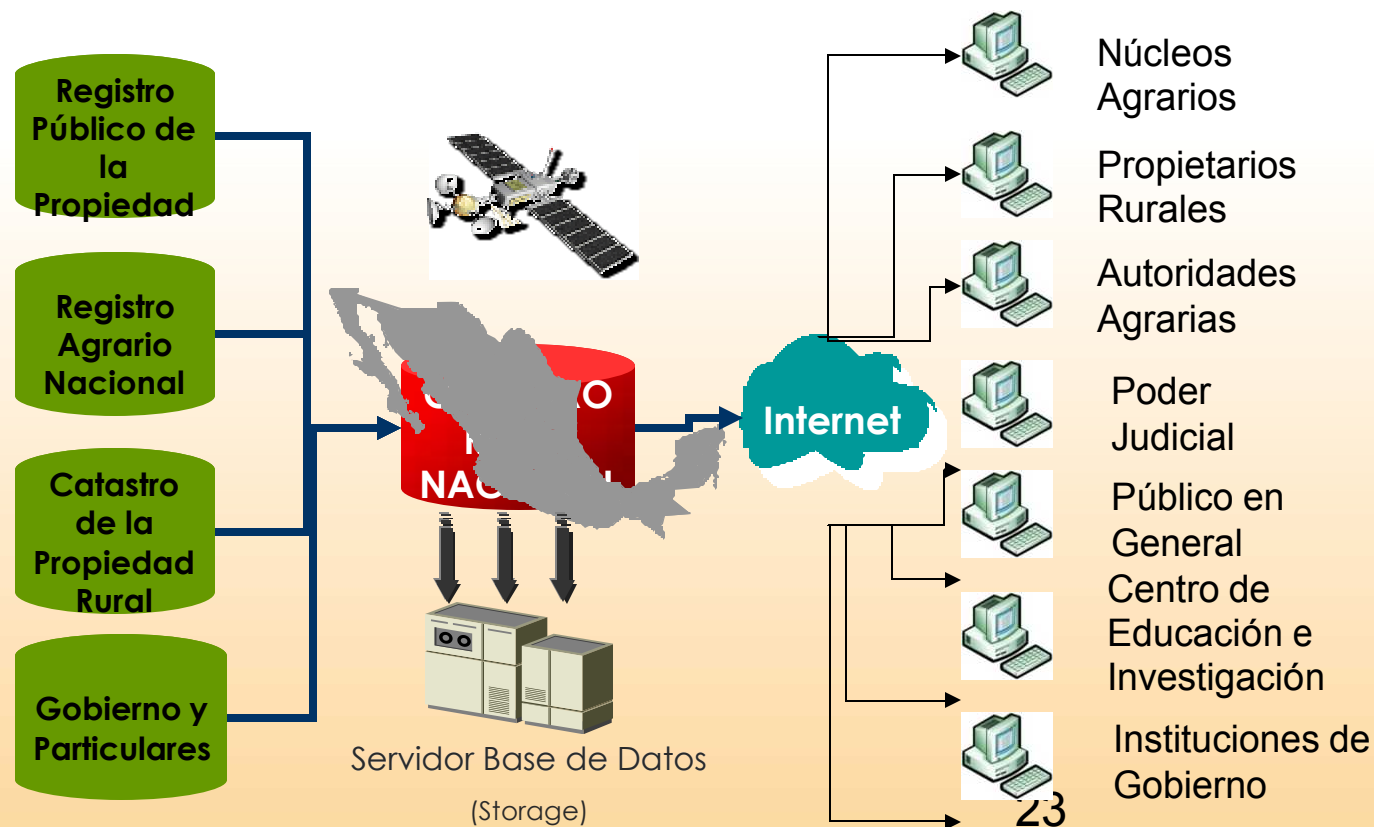 Registro
Público de
la
Propiedad
Registro
Agrario
Nacional
Catastro
de la
Propiedad
Rural
Gobierno y
Particulares
Servidor Base de Datos
(Storage)
Internet
Núcleos
Agrarios
Propietarios
Rurales
Autoridades
Agrarias
Poder
Judicial
Público en
General
Centro de
Educación e
Investigación
Instituciones de
Gobierno
23